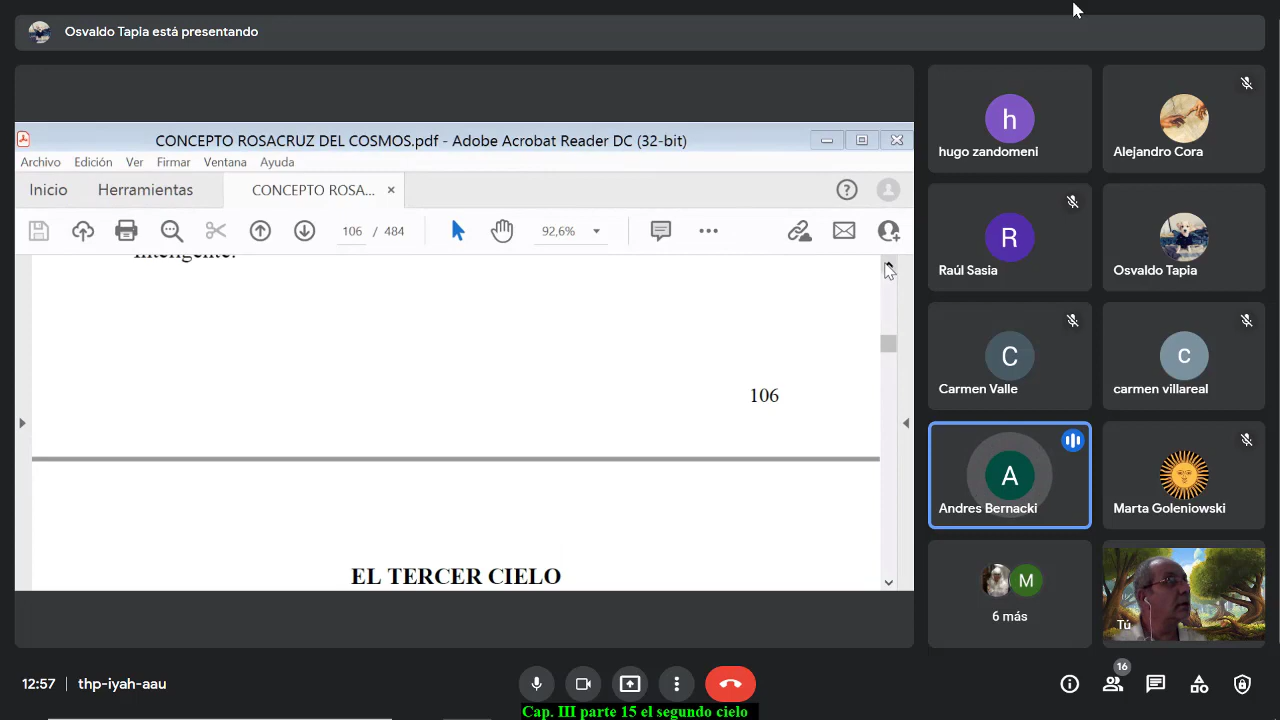 Osvaldo Tapia está presentando
CONCEPTO ROSACRUZ DEL COSMOS.pdf - Adobe Acrobat Reader DC (32-bit)
Archivo Edición Ver Firmar Ventana Ayuda
Inicio Herramientas CONCEPTO ROSA... ×
106 / 484 92,6%
inteligente.
106
EL TERCER CIELO
h
hugo zandomeni
Alejandro Cora
R
Raúl Sasia
Osvaldo Tapia
C
Carmen Valle
c
carmen villareal
A
Andres Bernacki
Marta Goleniowski
M
6 más
Tú
12:57 | thp-iyah-aau
16
Cap. III parte 15 el segundo cielo